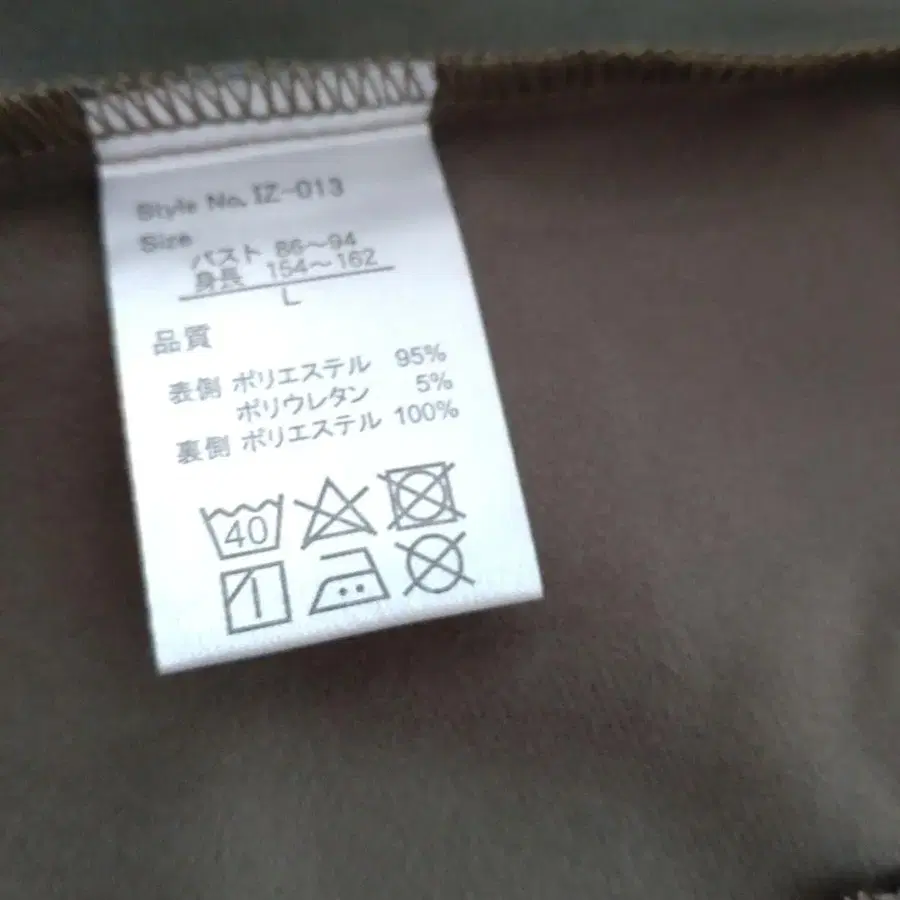 Style No. IZ-013
Size
バスト 86～94
身長 154～162
L
品質
表側 ポリエステル 95%
ポリウレタン 5%
裏側 ポリエステル 100%
40